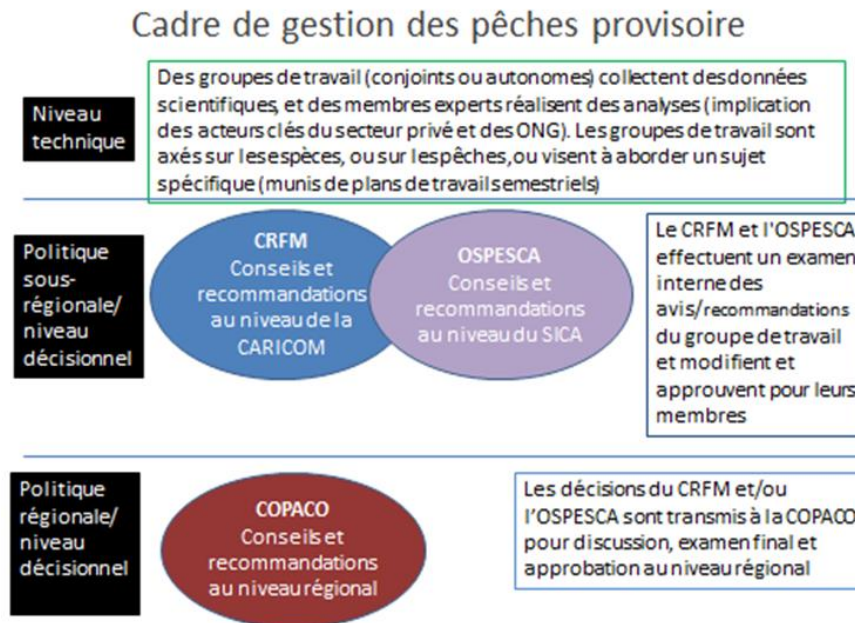 Cadre de gestion des pêches provisoire
Niveau
technique
Des groupes de travail (conjoints ou autonomes) collectent des données
scientifiques, et des membres experts réalisent des analyses (implication
des acteurs clés du secteur privé et des ONG). Les groupes de travail sont
axés sur les espèces, ou sur les pêches, ou visent à aborder un sujet
spécifique (munis de plans de travail semestriels)
Politique
sous-
régionale/
niveau
décisionnel
CRFM
Conseils et
recommandations
au niveau de la
CARICOM
OSPESCA
Conseils et
recommandations
au niveau du SICA
Le CRFM et l'OSPESCA
effectuent un examen
interne des
avis/recommandations
du groupe de travail
et modifient et
approuvent pour leurs
membres
Politique
régionale/
niveau
décisionnel
COPACO
Conseils et
recommandations
au niveau régional
Les décisions du CRFM et/ou
l'OSPESCA sont transmis à la COPACO
pour discussion, examen final et
approbation au niveau régional